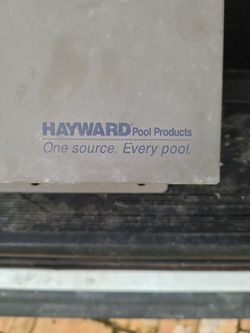 HAYWARD Pool Products
One source. Every pool.